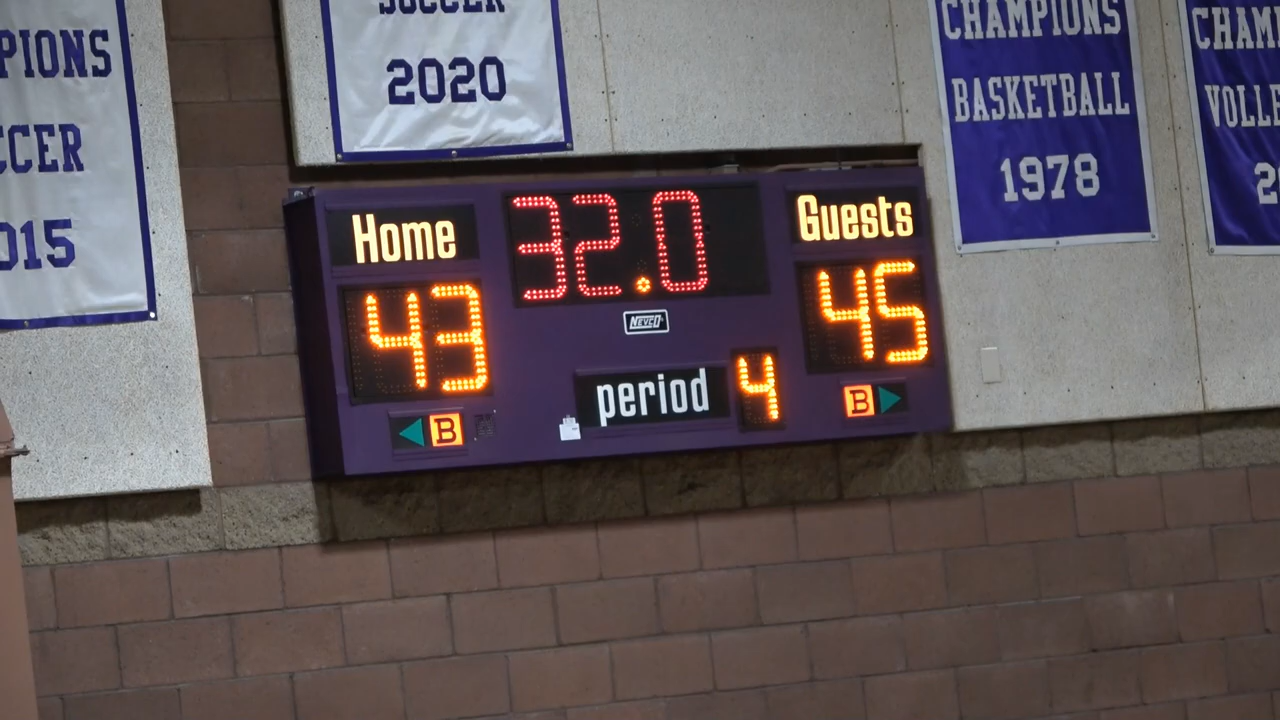 PIONS
CCER
015
SOCCER
2020
CHAMPIONS
BASKETBALL
1978
CHAM
VOLLE
2
Home
32.0
Guests
43
45
NEVCO
period 4
B
B